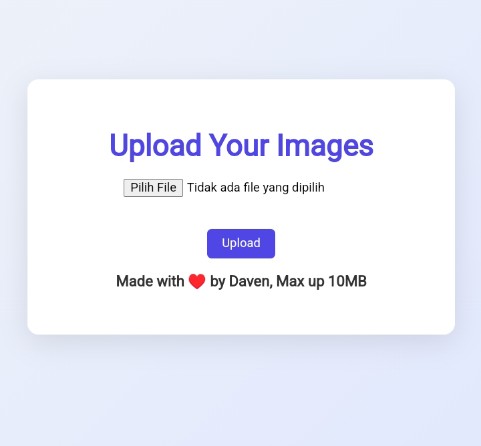 Upload Your Images
Pilih File Tidak ada file yang dipilih
Upload
Made with ❤️ by Daven, Max up 10MB